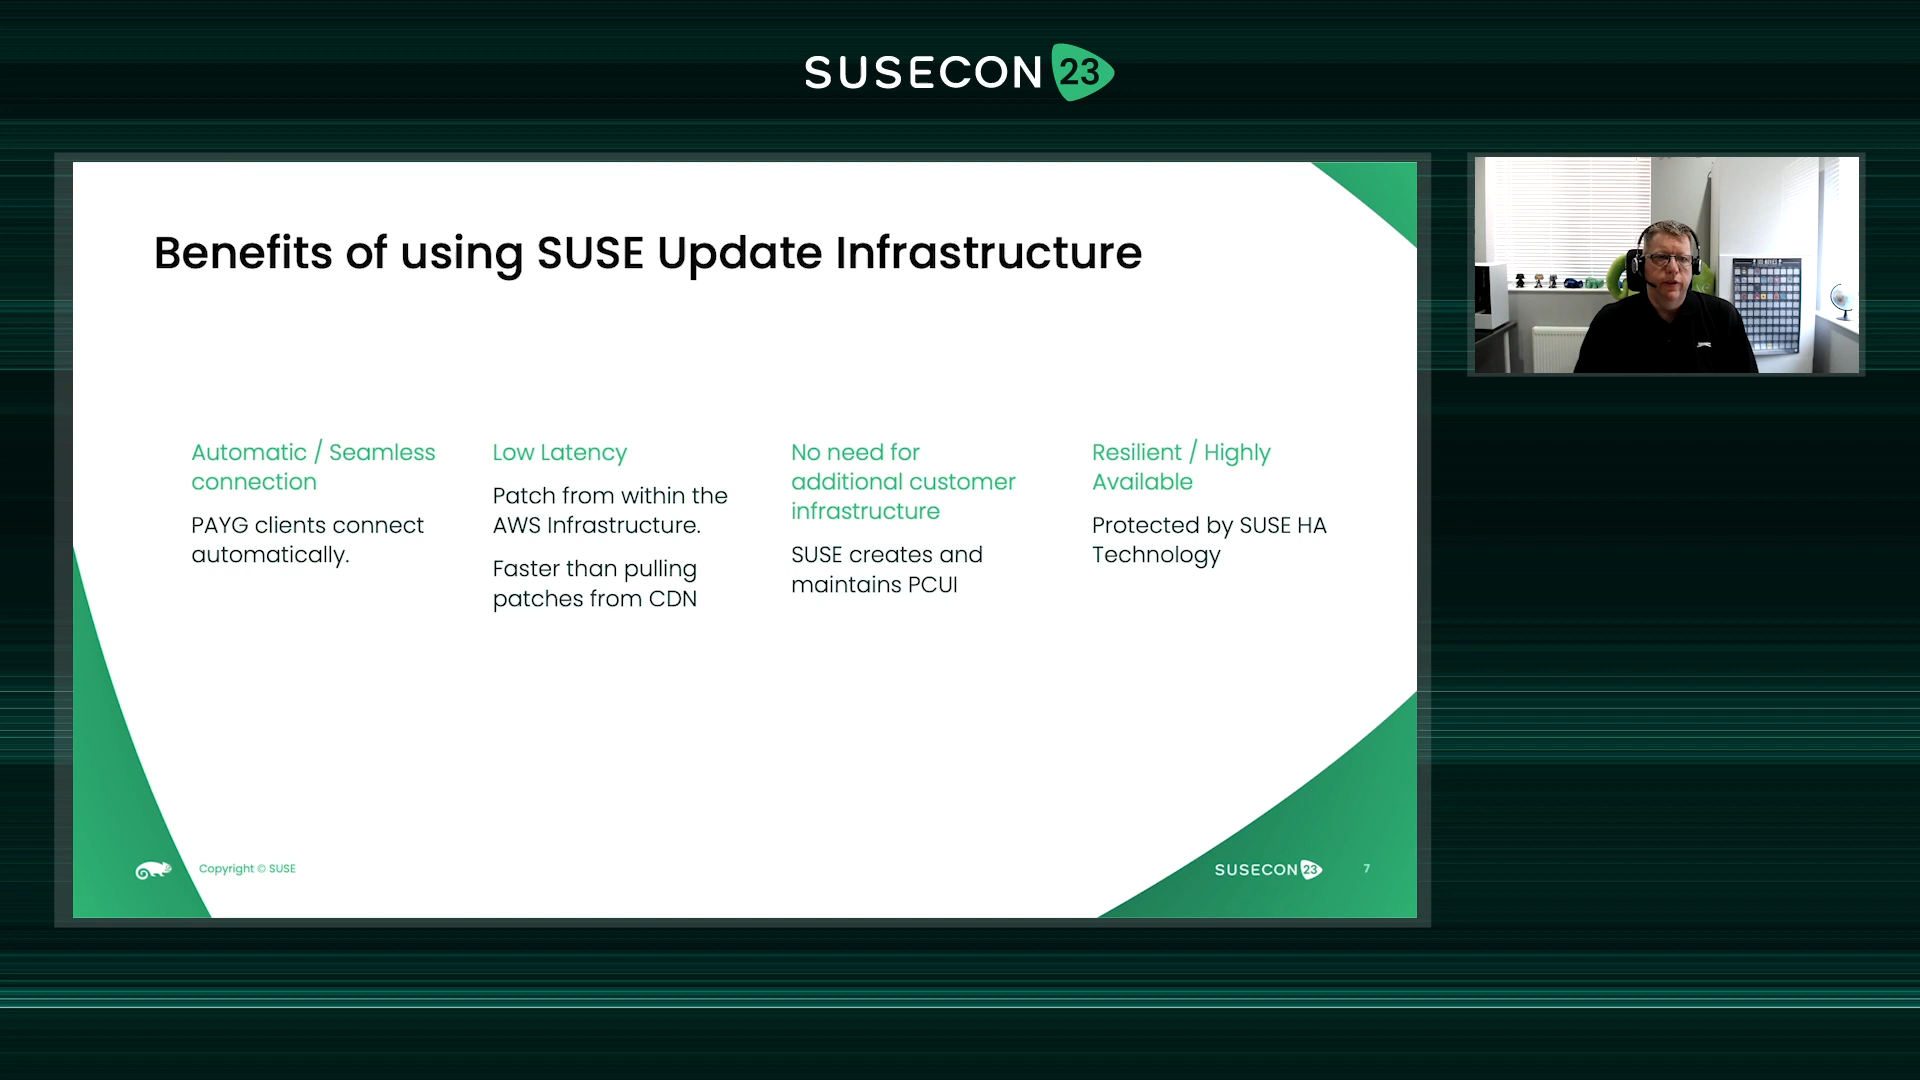 SUSECON 23
Benefits of using SUSE Update Infrastructure
Automatic / Seamless
connection
PAYG clients connect
automatically.
Low Latency
Patch from within the
AWS Infrastructure.
Faster than pulling
patches from CDN
No need for
additional customer
infrastructure
SUSE creates and
maintains PCUI
Resilient / Highly
Available
Protected by SUSE HA
Technology
Copyright © SUSE
SUSECON 23
7